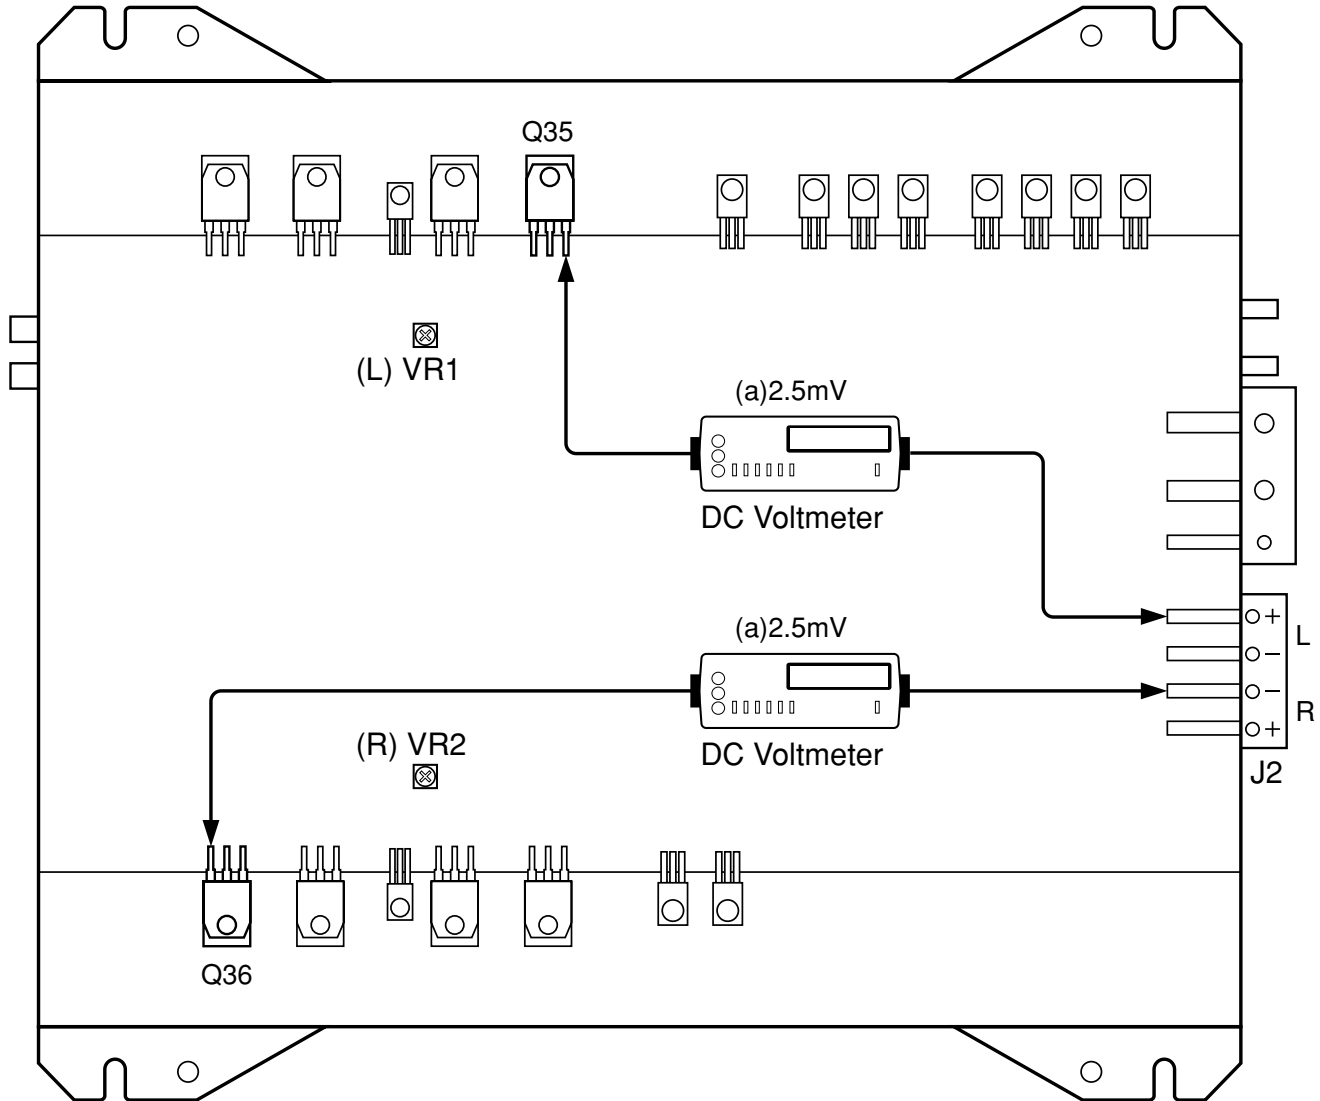 Q35
(L) VR1
(a)2.5mV
DC Voltmeter
(a)2.5mV
+
L
−
−
R
+
(R) VR2
DC Voltmeter
J2
Q36